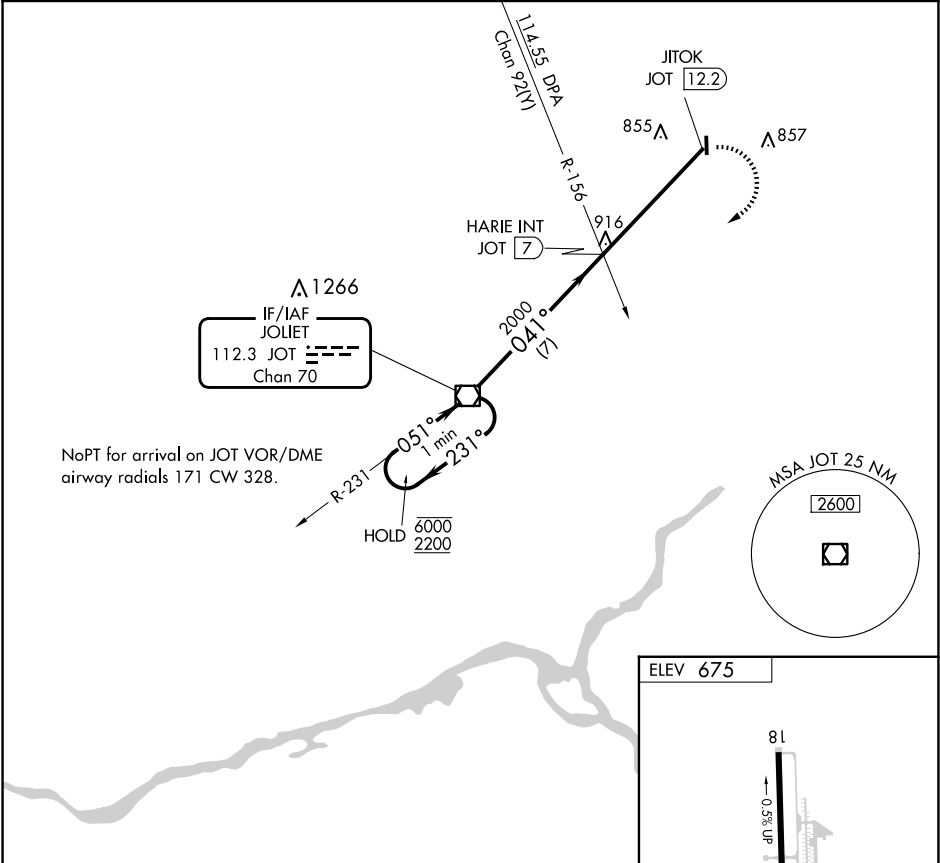 114.55 DPA
Chan 92(Y)
R-156
JITOK
JOT 12.2
855
857
HARIE INT
JOT 7
916
1266
IF/IAF
JOLIET
112.3 JOT
Chan 70
2000
041°
(7)
051°
1 min
231°
NoPT for arrival on JOT VOR/DME
airway radials 171 CW 328.
R-231
HOLD 6000
2200
MSA JOT 25 NM
2600
ELEV 675
18
0.5% UP